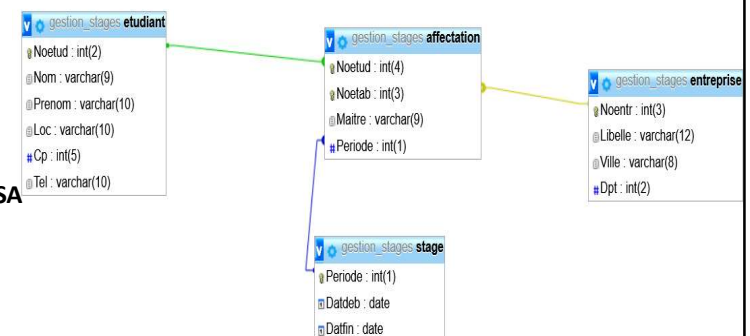 gestion_stages etudiant
Noetud : int(2)
Nom : varchar(9)
Prenom : varchar(10)
Loc : varchar(10)
Cp : int(5)
Tel : varchar(10)
SA
gestion_stages affectation
Noetud : int(4)
Noetab : int(3)
Maitre : varchar(9)
Periode : int(1)
gestion_stages entreprise
Noentr : int(3)
Libelle : varchar(12)
Ville : varchar(8)
Dpt : int(2)
gestion_stages stage
Periode : int(1)
Datdeb : date
Datfin : date